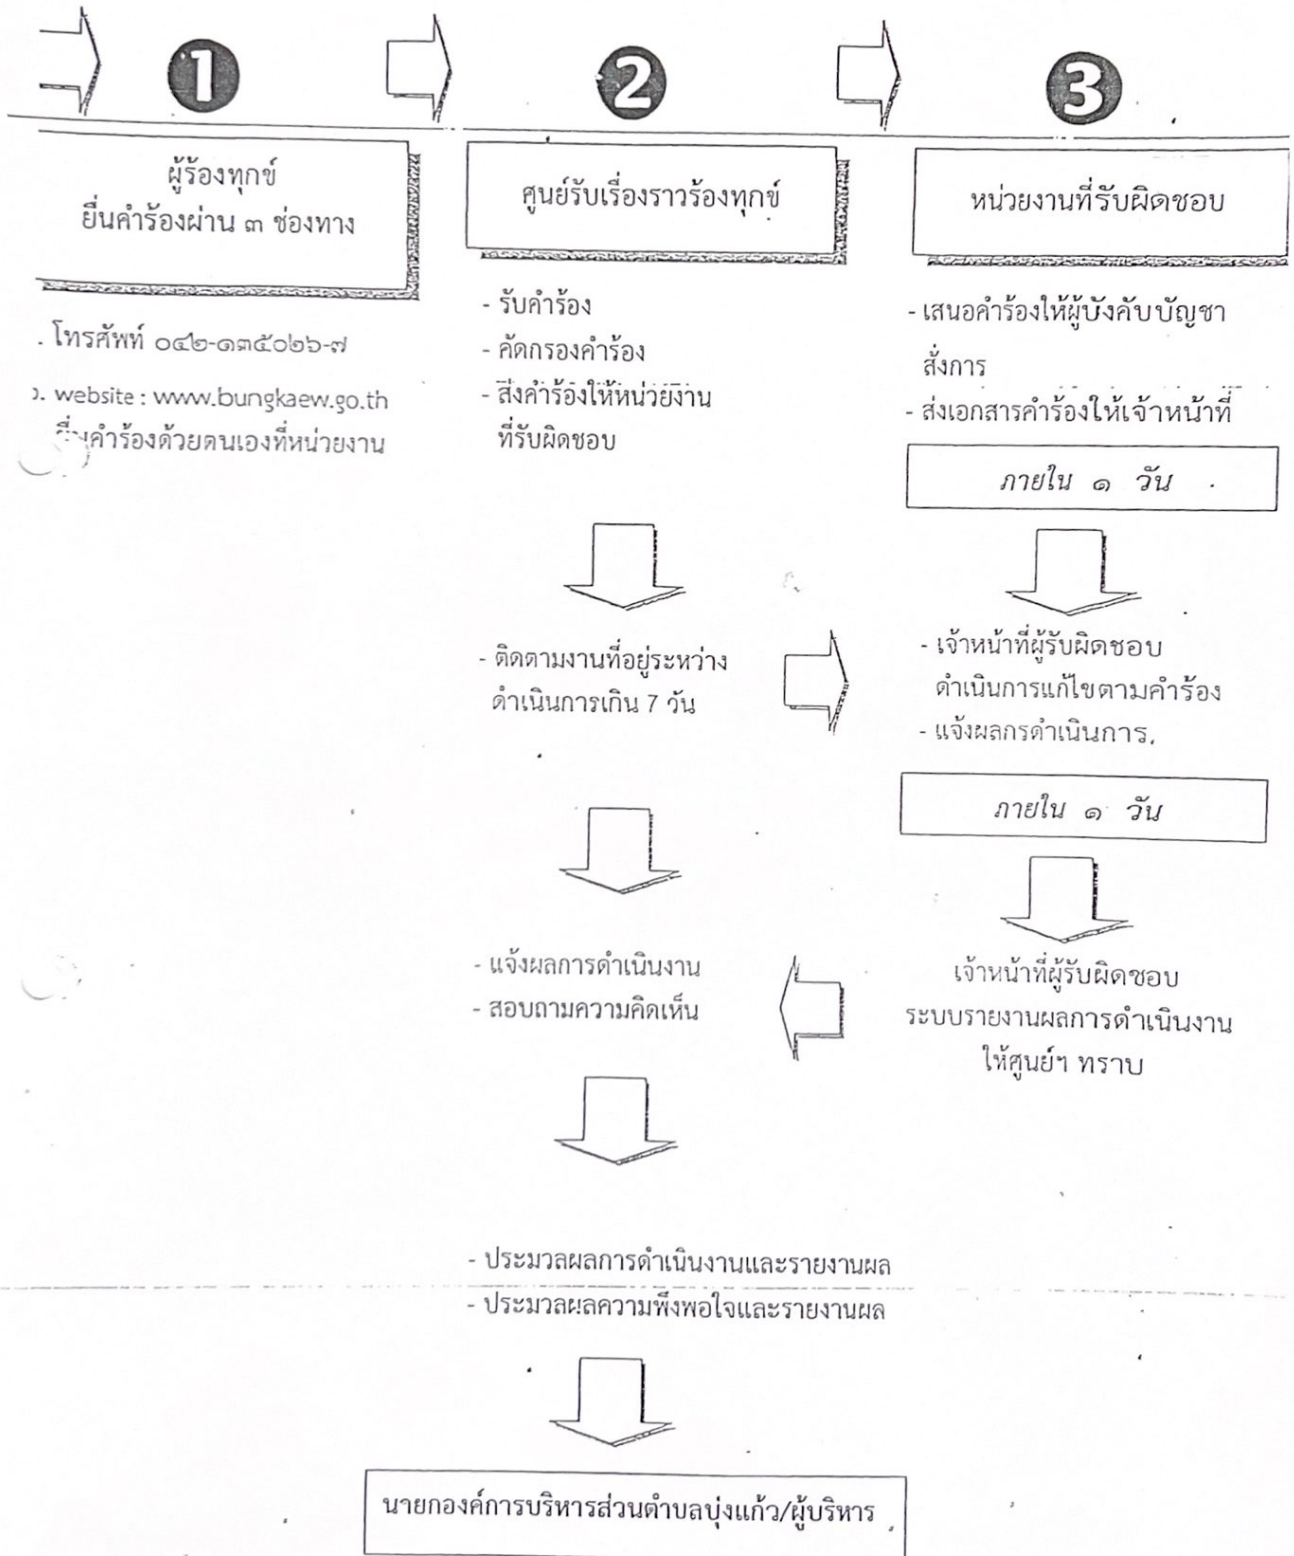 1
2
3
ผู้ร้องทุกข์
ยื่นคำร้องผ่าน ๓ ช่องทาง
. โทรศัพท์ ๐๔๒-๑๓๕๐๒๖-๗
. website : www.bungkaew.go.th
ยื่นคำร้องด้วยตนเองที่หน่วยงาน
ศูนย์รับเรื่องราวร้องทุกข์
- รับคำร้อง
- คัดกรองคำร้อง
- ส่งคำร้องให้หน่วยงาน
ที่รับผิดชอบ
หน่วยงานที่รับผิดชอบ
- เสนอคำร้องให้ผู้บังคับบัญชา
สั่งการ
- ส่งเอกสารคำร้องให้เจ้าหน้าที่
ภายใน ๑ วัน
- ติดตามงานที่อยู่ระหว่าง
ดำเนินการเกิน 7 วัน
- เจ้าหน้าที่ผู้รับผิดชอบ
ดำเนินการแก้ไขตามคำร้อง
- แจ้งผลกรดำเนินการ
ภายใน ๑ วัน
- แจ้งผลการดำเนินงาน
- สอบถามความคิดเห็น
เจ้าหน้าที่ผู้รับผิดชอบ
ระบบรายงานผลการดำเนินงาน
ให้ศูนย์ฯ ทราบ
- ประมวลผลการดำเนินงานและรายงานผล
- ประมวลผลความพึงพอใจและรายงานผล
นายกองค์การบริหารส่วนตำบลบุ่งแก้ว/ผู้บริหาร